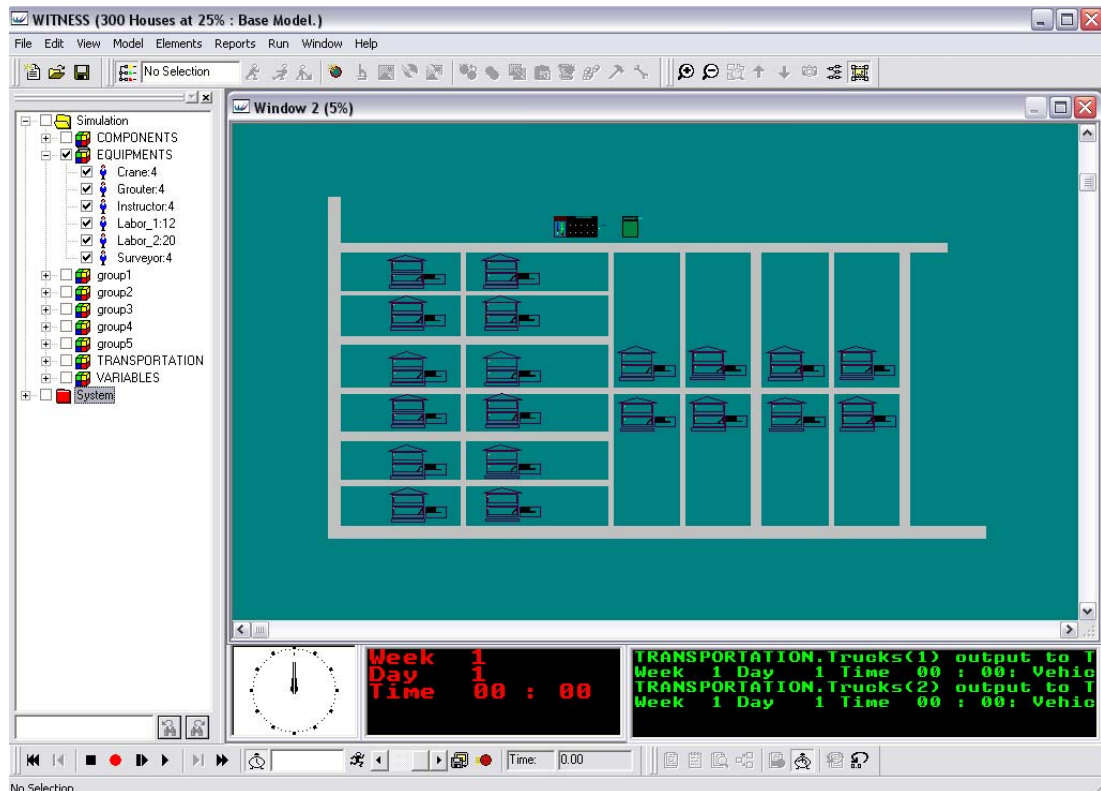 WITNESS (300 Houses at 25% : Base Model.)
File Edit View Model Elements Reports Run Window Help
No Selection
Window 2 (5%)
Simulation
COMPONENTS
EQUIPMENTS
Crane:4
Grouter:4
Instructor:4
Labor_1:12
Labor_2:20
Surveyor:4
group1
group2
group3
group4
group5
TRANSPORTATION
VARIABLES
System
Week 1
Day 1
Time 00 : 00
TRANSPORTATION.Trucks(1) output to T
Week 1 Day 1 Time 00 : 00: Vehic
TRANSPORTATION.Trucks(2) output to T
Week 1 Day 1 Time 00 : 00: Vehic
Time: 0.00
No Selection